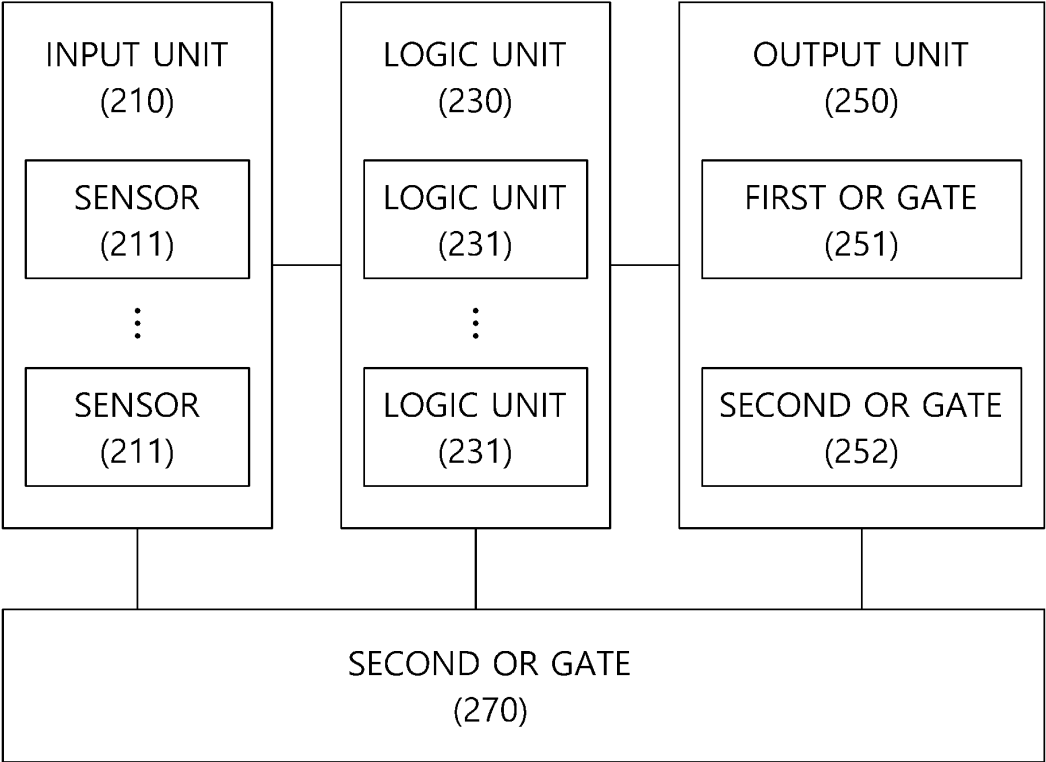 INPUT UNIT
(210)
SENSOR
(211)
⋮
SENSOR
(211)
LOGIC UNIT
(230)
LOGIC UNIT
(231)
⋮
LOGIC UNIT
(231)
OUTPUT UNIT
(250)
FIRST OR GATE
(251)
SECOND OR GATE
(252)
SECOND OR GATE
(270)